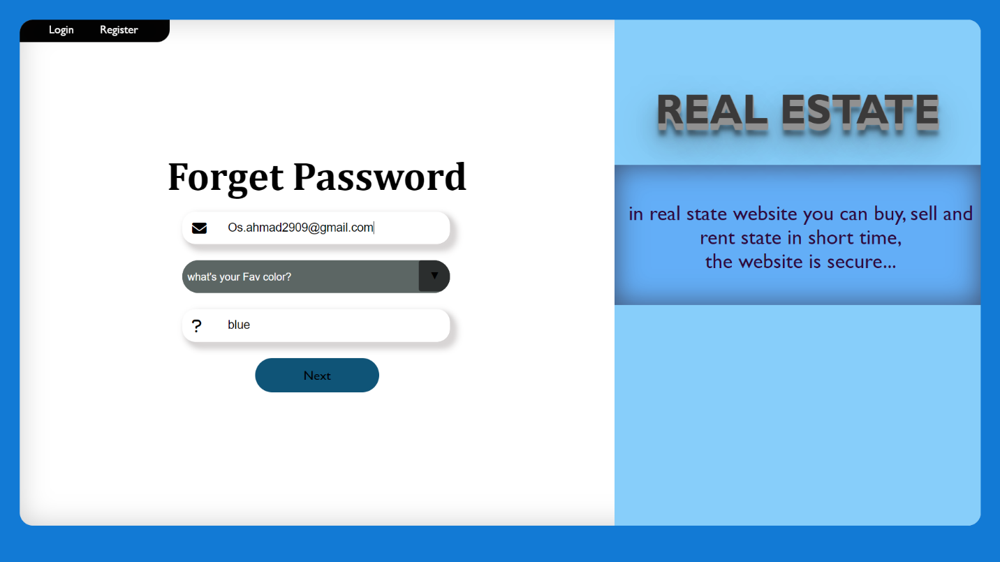 Login Register
Forget Password
Os.ahmad2909@gmail.com
what's your Fav color?
blue
Next
REAL ESTATE
in real state website you can buy, sell and
rent state in short time,
the website is secure...